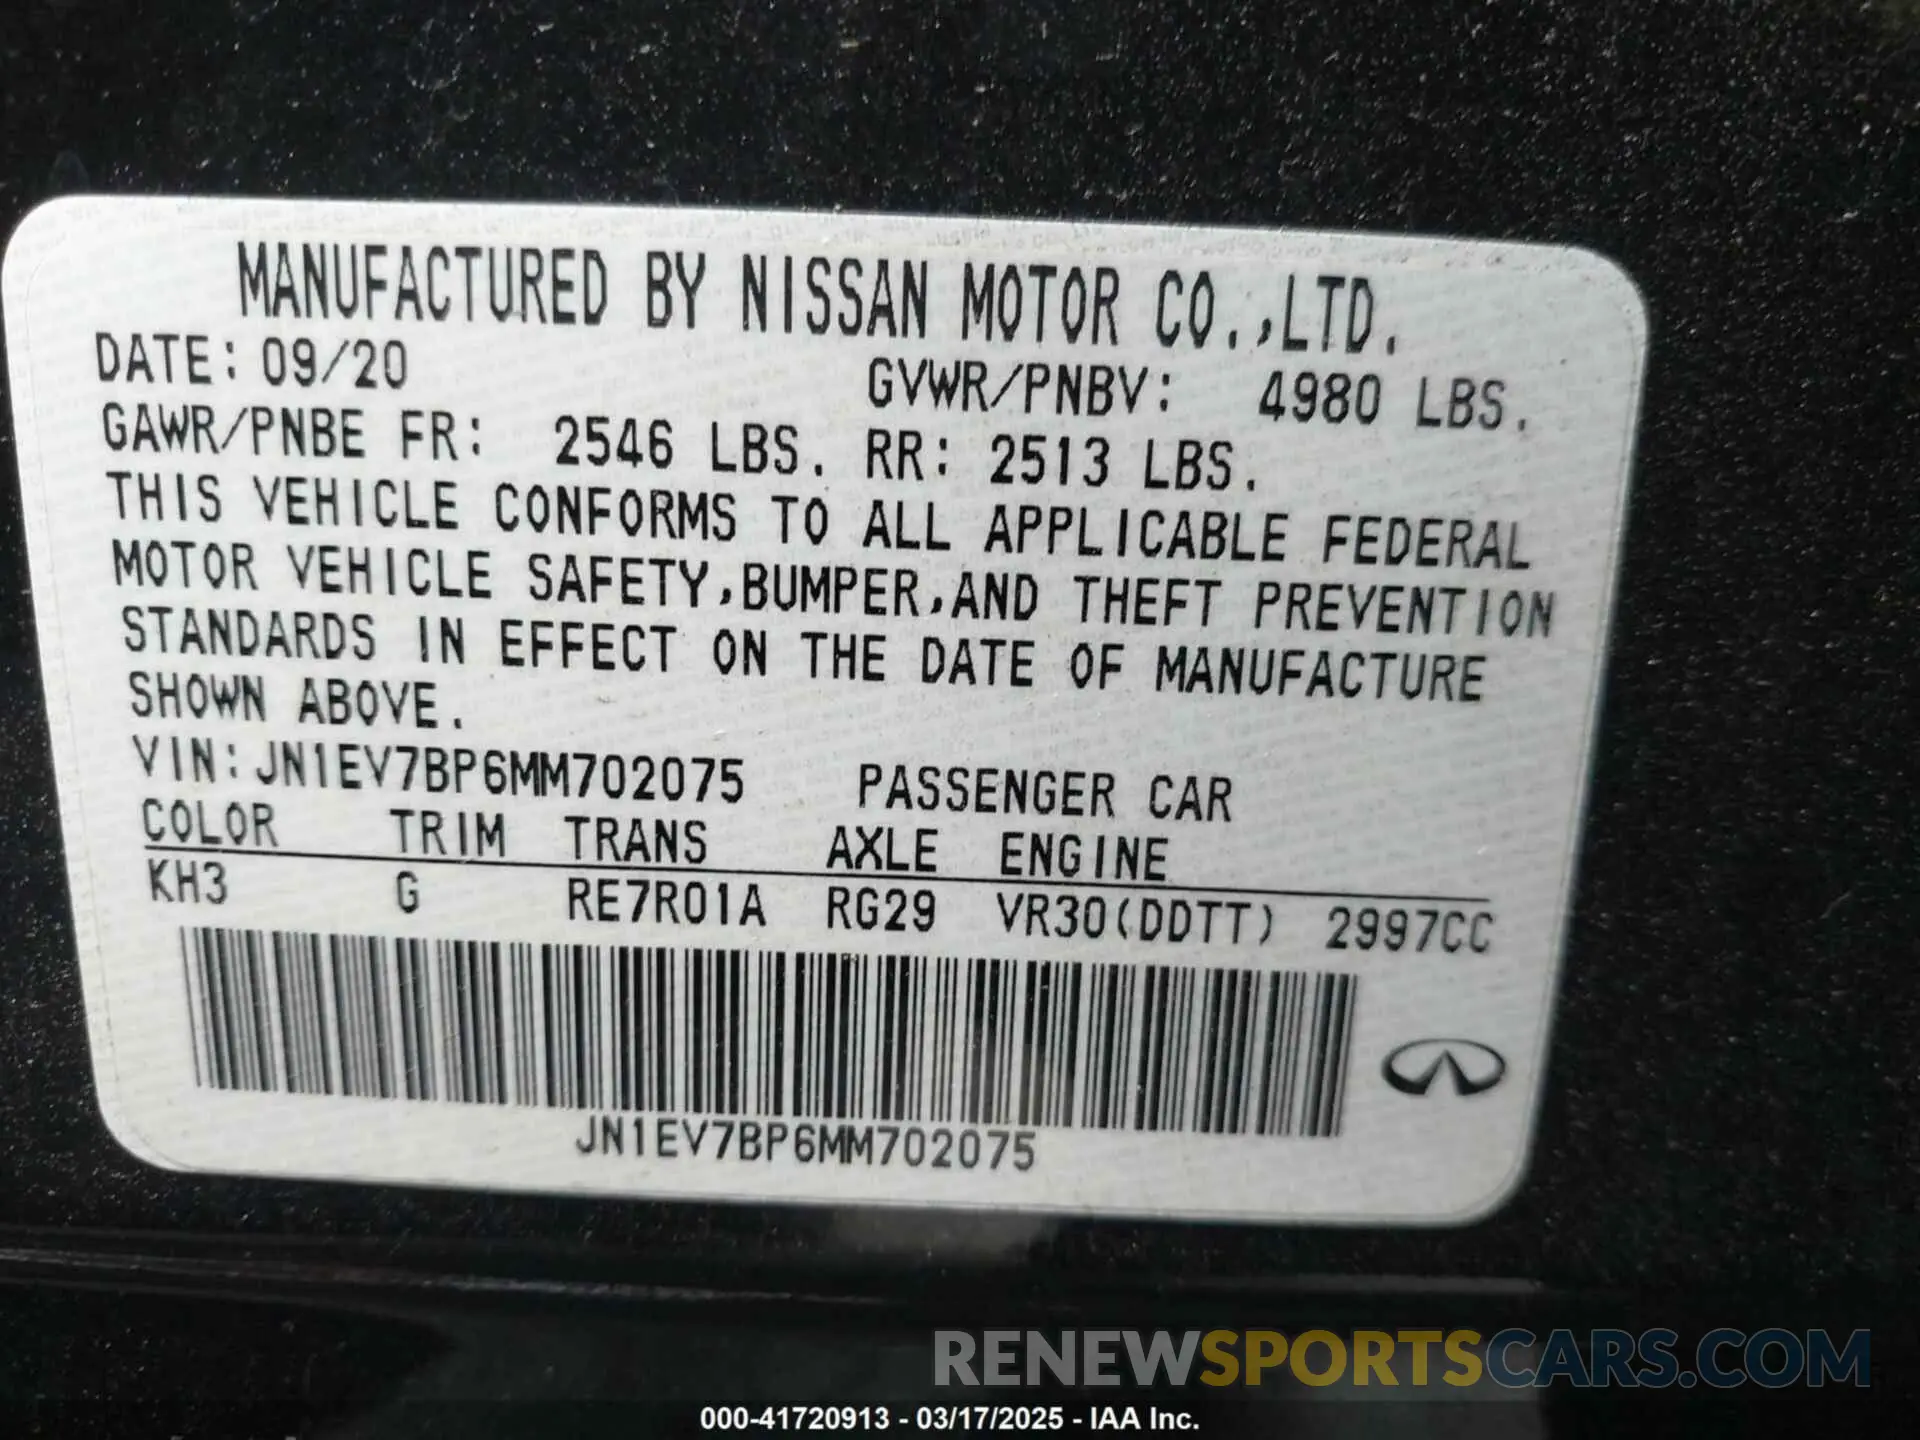 MANUFACTURED BY NISSAN MOTOR CO.,LTD.
DATE: 09/20 GVWR/PNBV: 4980 LBS.
GAWR/PNBE FR: 2546 LBS. RR: 2513 LBS.
THIS VEHICLE CONFORMS TO ALL APPLICABLE FEDERAL
MOTOR VEHICLE SAFETY,BUMPER,AND THEFT PREVENTION
STANDARDS IN EFFECT ON THE DATE OF MANUFACTURE
SHOWN ABOVE.
VIN:JN1EV7BP6MM702075 PASSENGER CAR
COLOR TRIM TRANS AXLE ENGINE
KH3 G RE7R01A RG29 VR30(DDTT) 2997CC
JN1EV7BP6MM702075
RENEWSPORTSCARS.COM
000-41720913 - 03/17/2025 - IAA Inc.